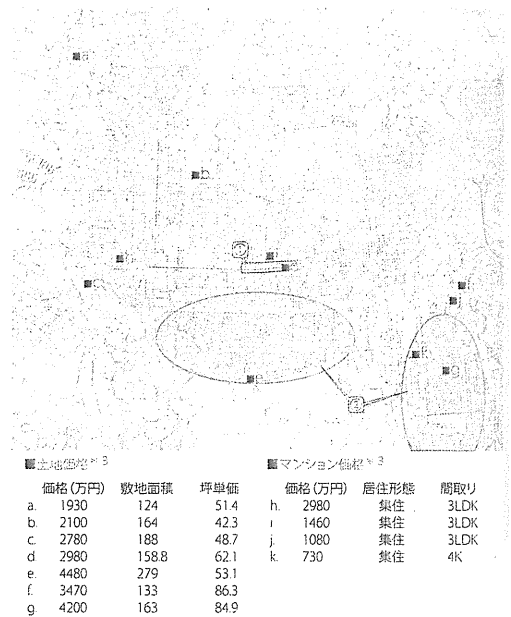 a
b
g
■土地価格※3
価格(万円) 敷地面積 坪単価
a. 1930 124 51.4
b. 2100 164 42.3
c. 2780 188 48.7
d 2980 158.8 62.1
e. 4480 279 53.1
f. 3470 133 86.3
g. 4200 163 84.9
■マンション価格※3
価格(万円) 居住形態 間取り
h. 2980 集住 3LDK
i 1460 集住 3LDK
j. 1080 集住 3LDK
k. 730 集住 4K